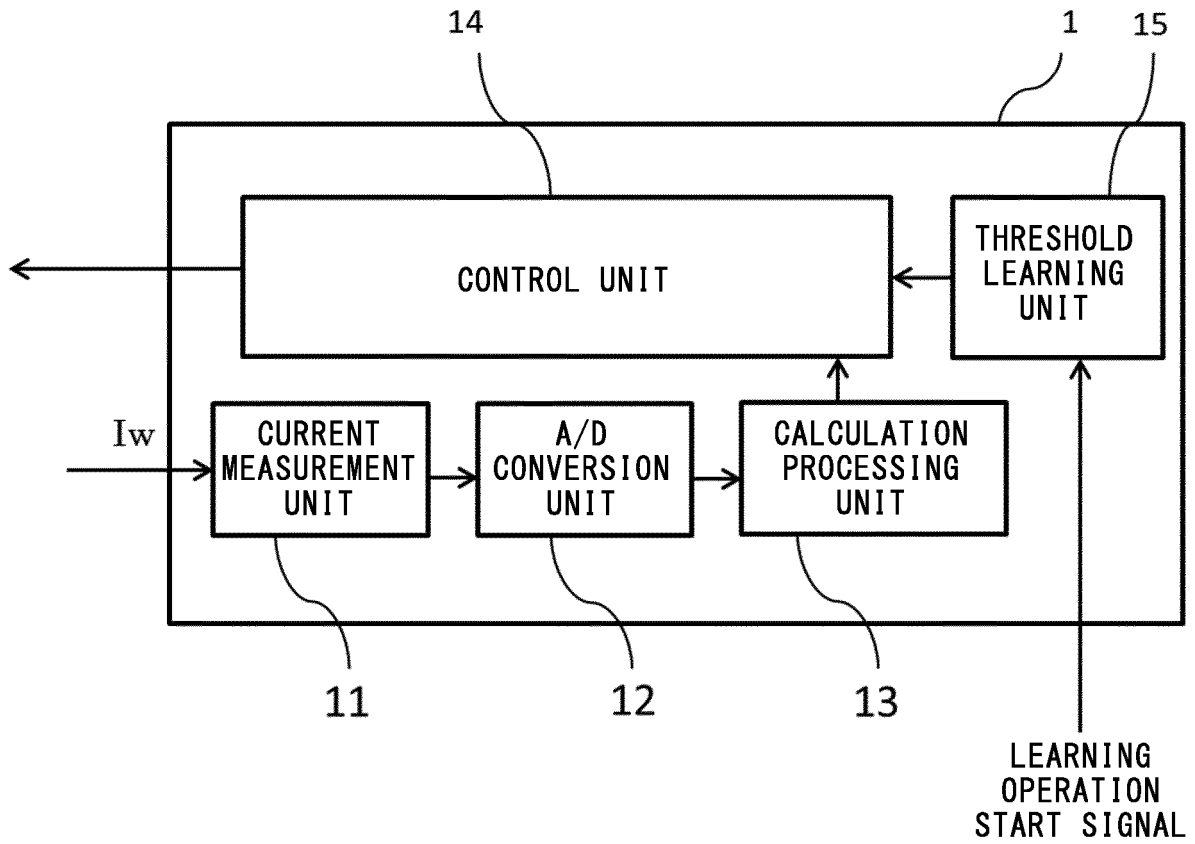 14
1
15
CONTROL UNIT
THRESHOLD
LEARNING
UNIT
Iw
CURRENT
MEASUREMENT
UNIT
A/D
CONVERSION
UNIT
CALCULATION
PROCESSING
UNIT
11
12
13
LEARNING
OPERATION
START SIGNAL